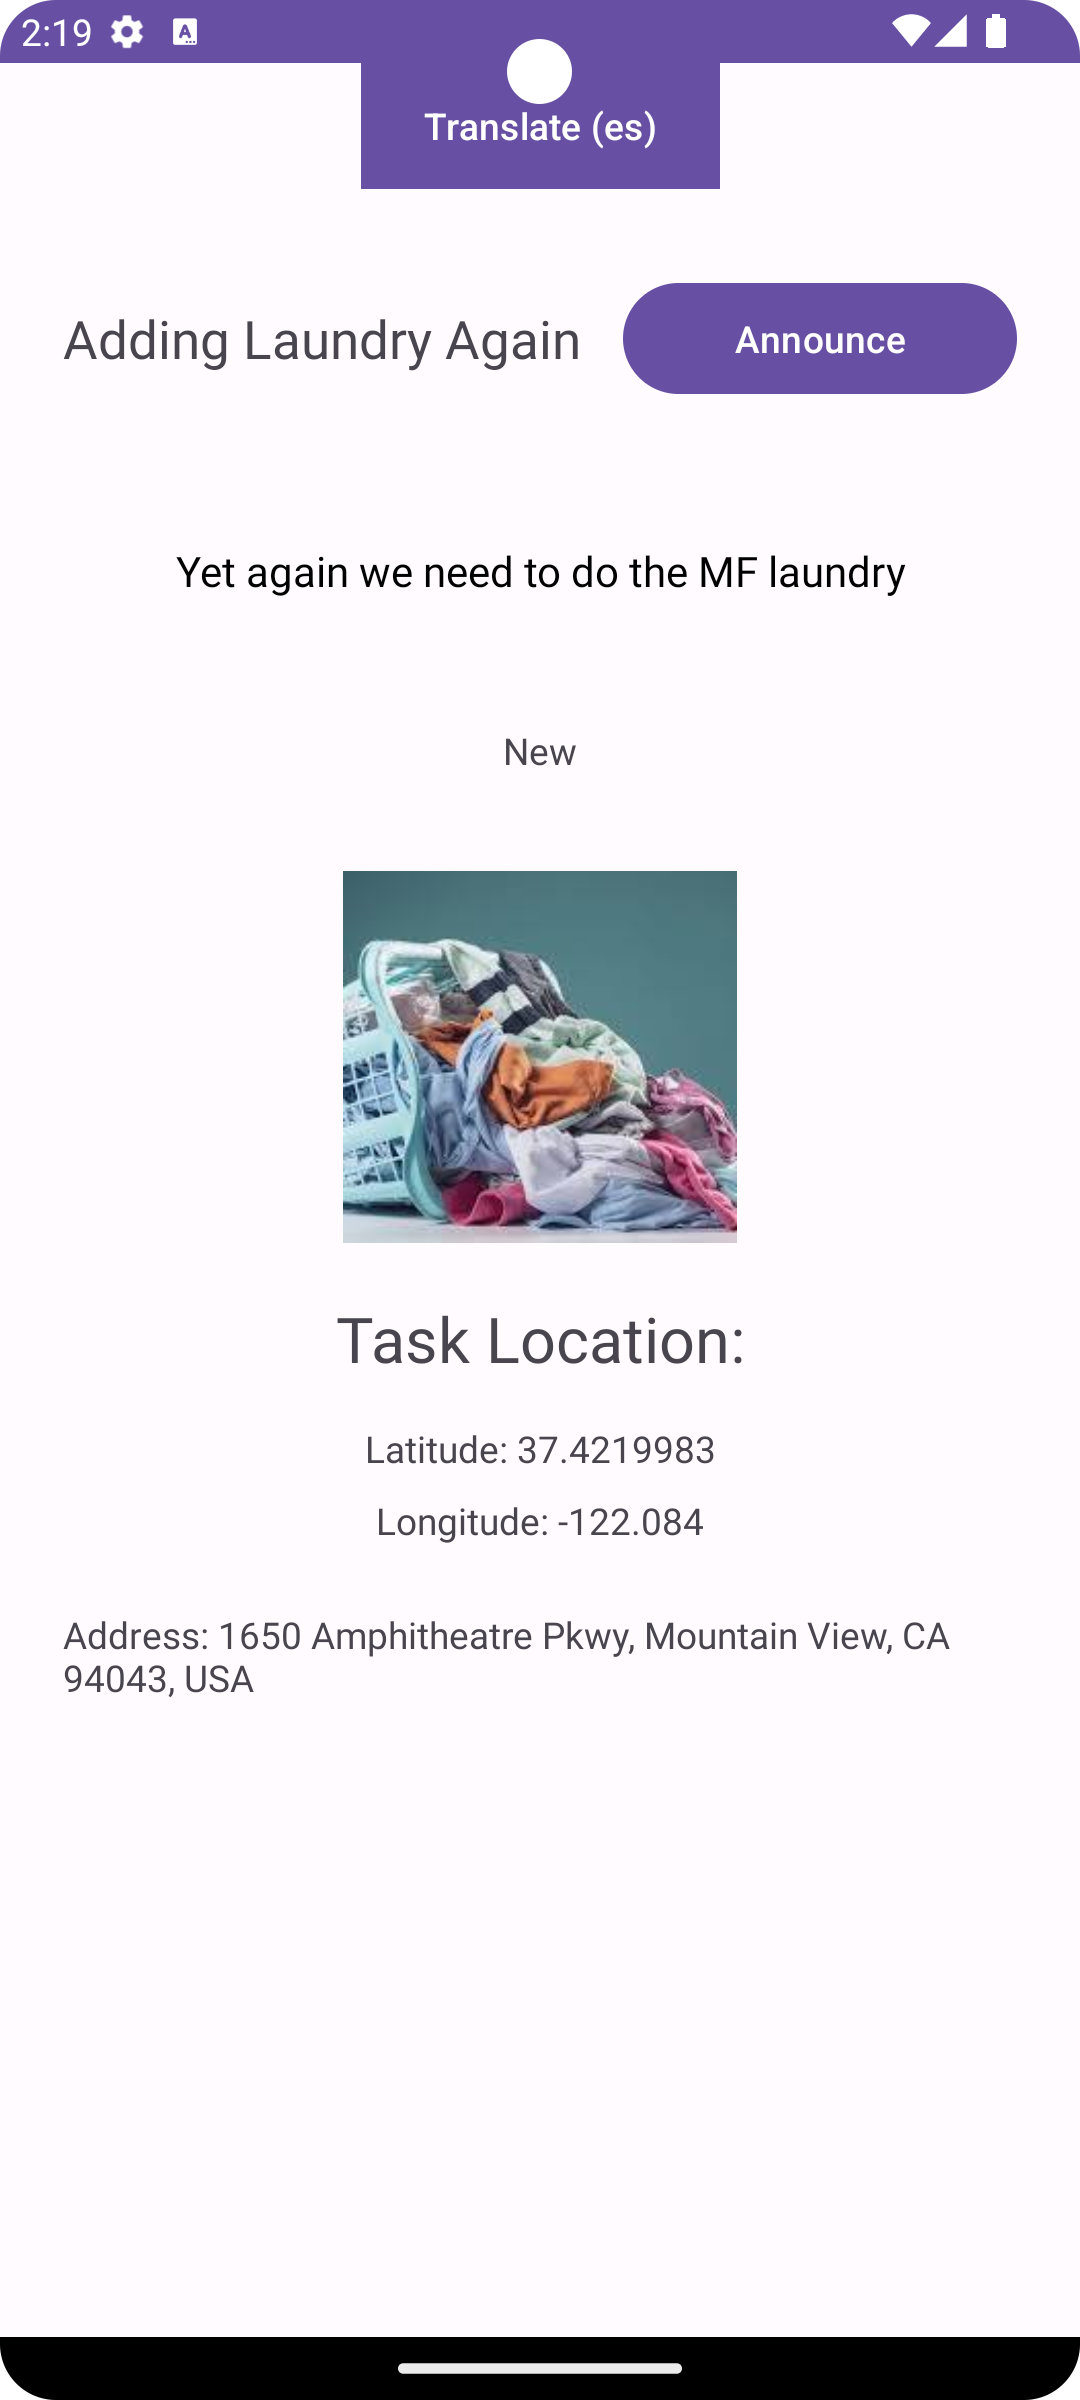 2:19
Translate (es)
Adding Laundry Again
Announce
Yet again we need to do the MF laundry
New
Task Location:
Latitude: 37.4219983
Longitude: -122.084
Address: 1650 Amphitheatre Pkwy, Mountain View, CA
94043, USA